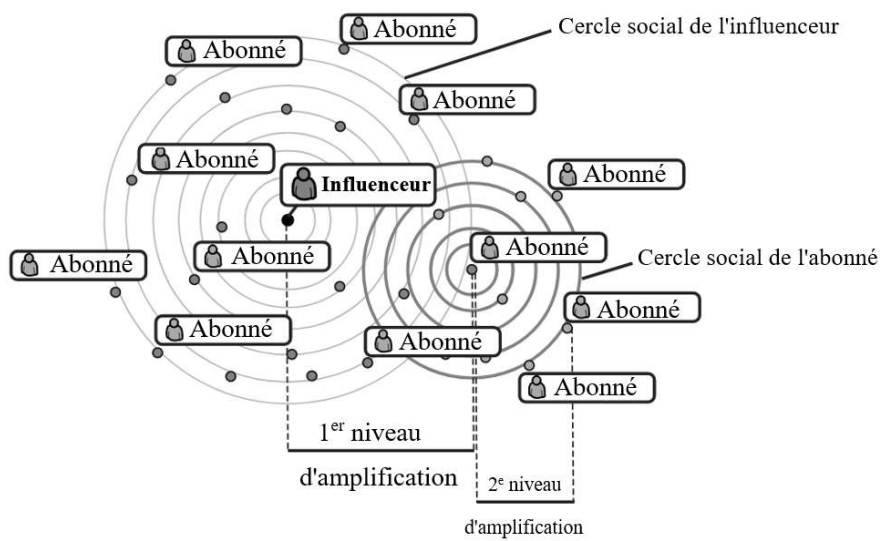 Abonné
Cercle social de l'influenceur
Abonné
Abonné
Abonné
Influenceur
Abonné
Abonné
Abonné
Cercle social de l'abonné
Abonné
Abonné
Abonné
Abonné
Abonné
1er niveau
d'amplification
2e niveau
d'amplification